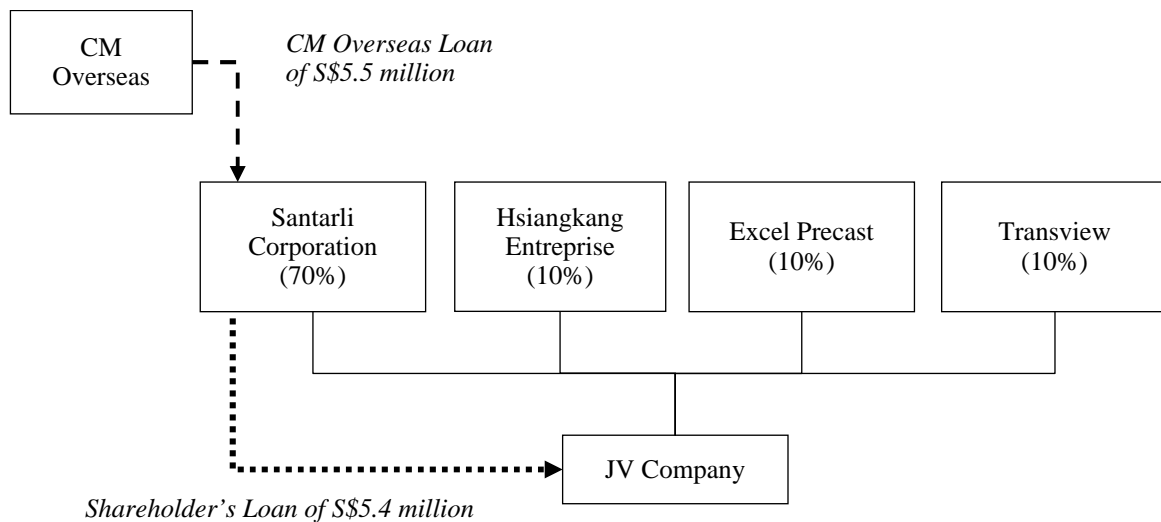 CM
Overseas
CM Overseas Loan
of S$5.5 million
Santarli
Corporation
(70%)
Hsiangkang
Entreprise
(10%)
Excel Precast
(10%)
Transview
(10%)
JV Company
Shareholder’s Loan of S$5.4 million